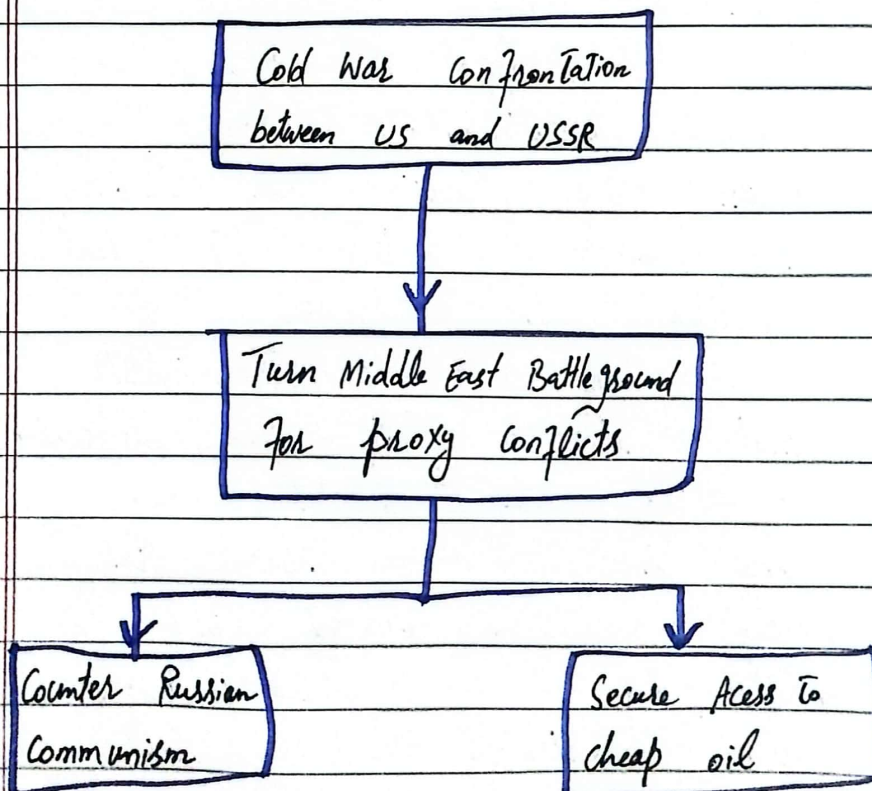 Cold War Confrontation
between US and USSR
Turn Middle East Battleground
For proxy Conflicts
Counter Russian
Communism
Secure Acess To
cheap oil